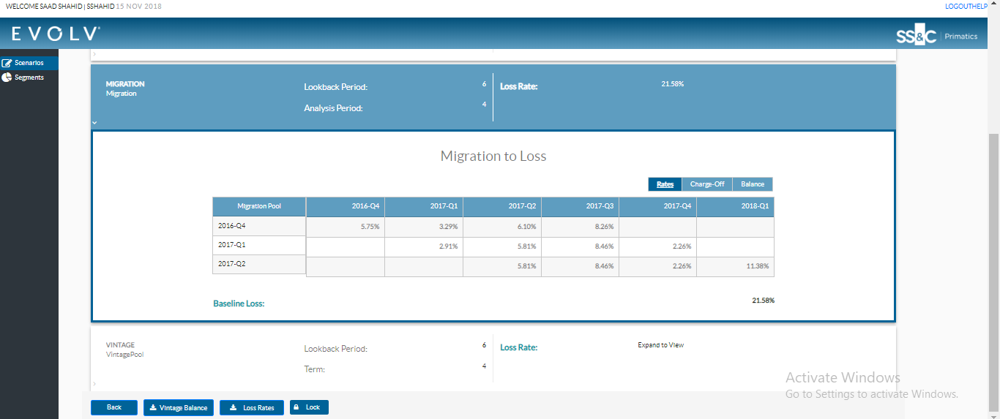 WELCOME SAAD SHAHID | SSHAHID 15 NOV 2018 LOGOUTHELP
EVOLV SS&C Primatics
Scenarios
Segments
MIGRATION Lookback Period: 6 Loss Rate: 21.58%
Migration
Analysis Period: 4
Migration to Loss
Rates Charge-Off Balance
Migration Pool 2016-Q4 2017-Q1 2017-Q2 2017-Q3 2017-Q4 2018-Q1
2016-Q4 5.75% 3.29% 6.10% 8.26%
2017-Q1 2.91% 5.81% 8.46% 2.26%
2017-Q2 5.81% 8.46% 2.26% 11.38%
Baseline Loss: 21.58%
VINTAGE Lookback Period: 6 Loss Rate: Expand to View
VintagePool
Term: 4
Activate Windows
Go to Settings to activate Windows.
Back Vintage Balance Loss Rates Lock